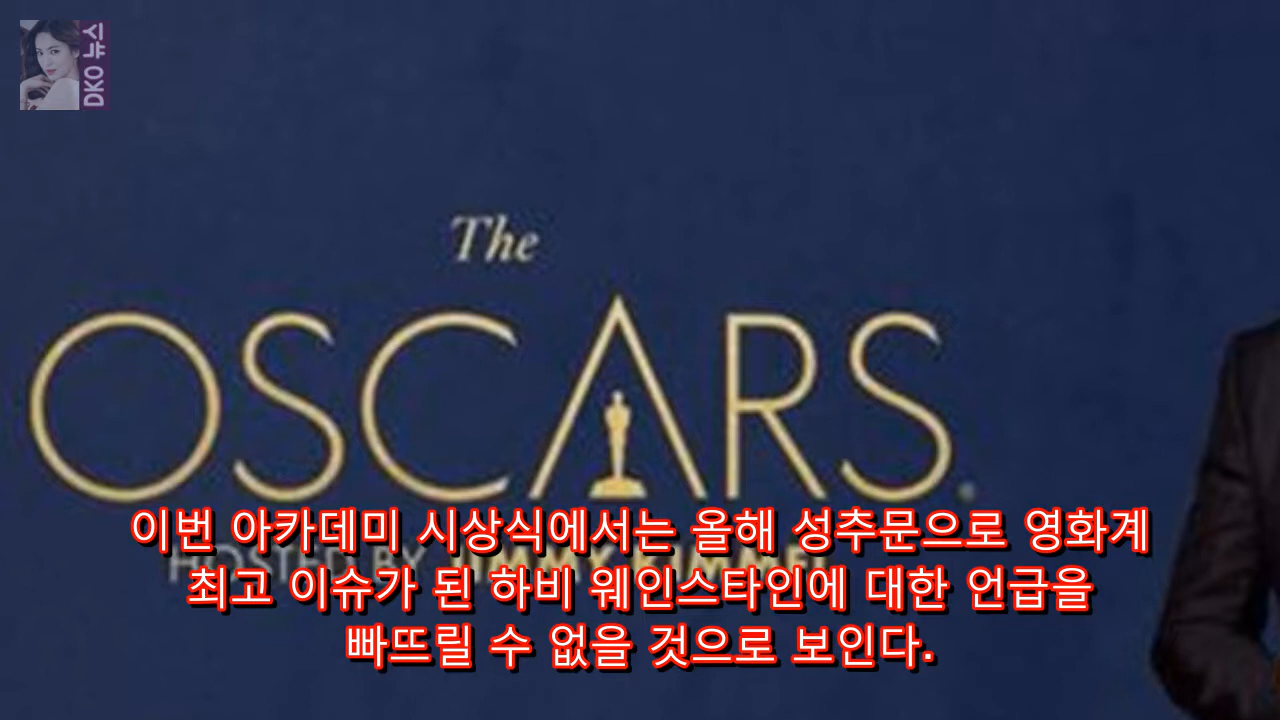 DKO 뉴스
The
OSCARS
HOSTED BY
이번 아카데미 시상식에서는 올해 성추문으로 영화계
최고 이슈가 된 하비 웨인스타인에 대한 언급을
빠뜨릴 수 없을 것으로 보인다.